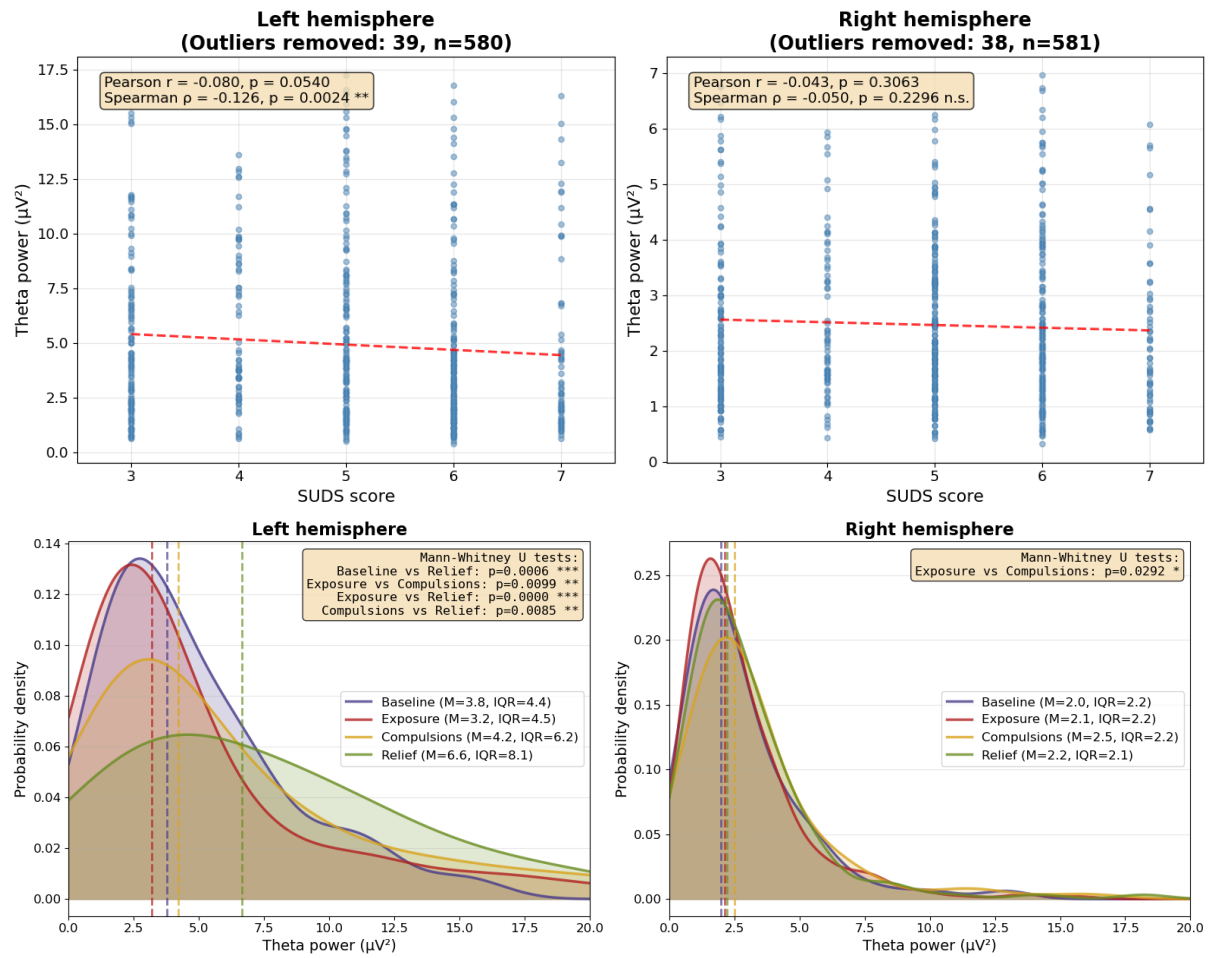 Left hemisphere
(Outliers removed: 39, n=580)
Pearson r = -0.080, p = 0.0540
Spearman ρ = -0.126, p = 0.0024 **
17.5
15.0
12.5
10.0
7.5
5.0
2.5
0.0
Theta power (μV²)
3 4 5 6 7
SUDS score
Right hemisphere
(Outliers removed: 38, n=581)
Pearson r = -0.043, p = 0.3063
Spearman ρ = -0.050, p = 0.2296 n.s.
7
6
5
4
3
2
1
0
Theta power (μV²)
3 4 5 6 7
SUDS score
Left hemisphere
Mann-Whitney U tests:
Baseline vs Relief: p=0.0006 ***
Exposure vs Compulsions: p=0.0099 **
Exposure vs Relief: p=0.0000 ***
Compulsions vs Relief: p=0.0085 **
Baseline (M=3.8, IQR=4.4)
Exposure (M=3.2, IQR=4.5)
Compulsions (M=4.2, IQR=6.2)
Relief (M=6.6, IQR=8.1)
0.14
0.12
0.10
0.08
0.06
0.04
0.02
0.00
Probability density
0.0 2.5 5.0 7.5 10.0 12.5 15.0 17.5 20.0
Theta power (μV²)
Right hemisphere
Mann-Whitney U tests:
Exposure vs Compulsions: p=0.0292 *
Baseline (M=2.0, IQR=2.2)
Exposure (M=2.1, IQR=2.2)
Compulsions (M=2.5, IQR=2.2)
Relief (M=2.2, IQR=2.1)
0.25
0.20
0.15
0.10
0.05
0.00
Probability density
0.0 2.5 5.0 7.5 10.0 12.5 15.0 17.5 20.0
Theta power (μV²)